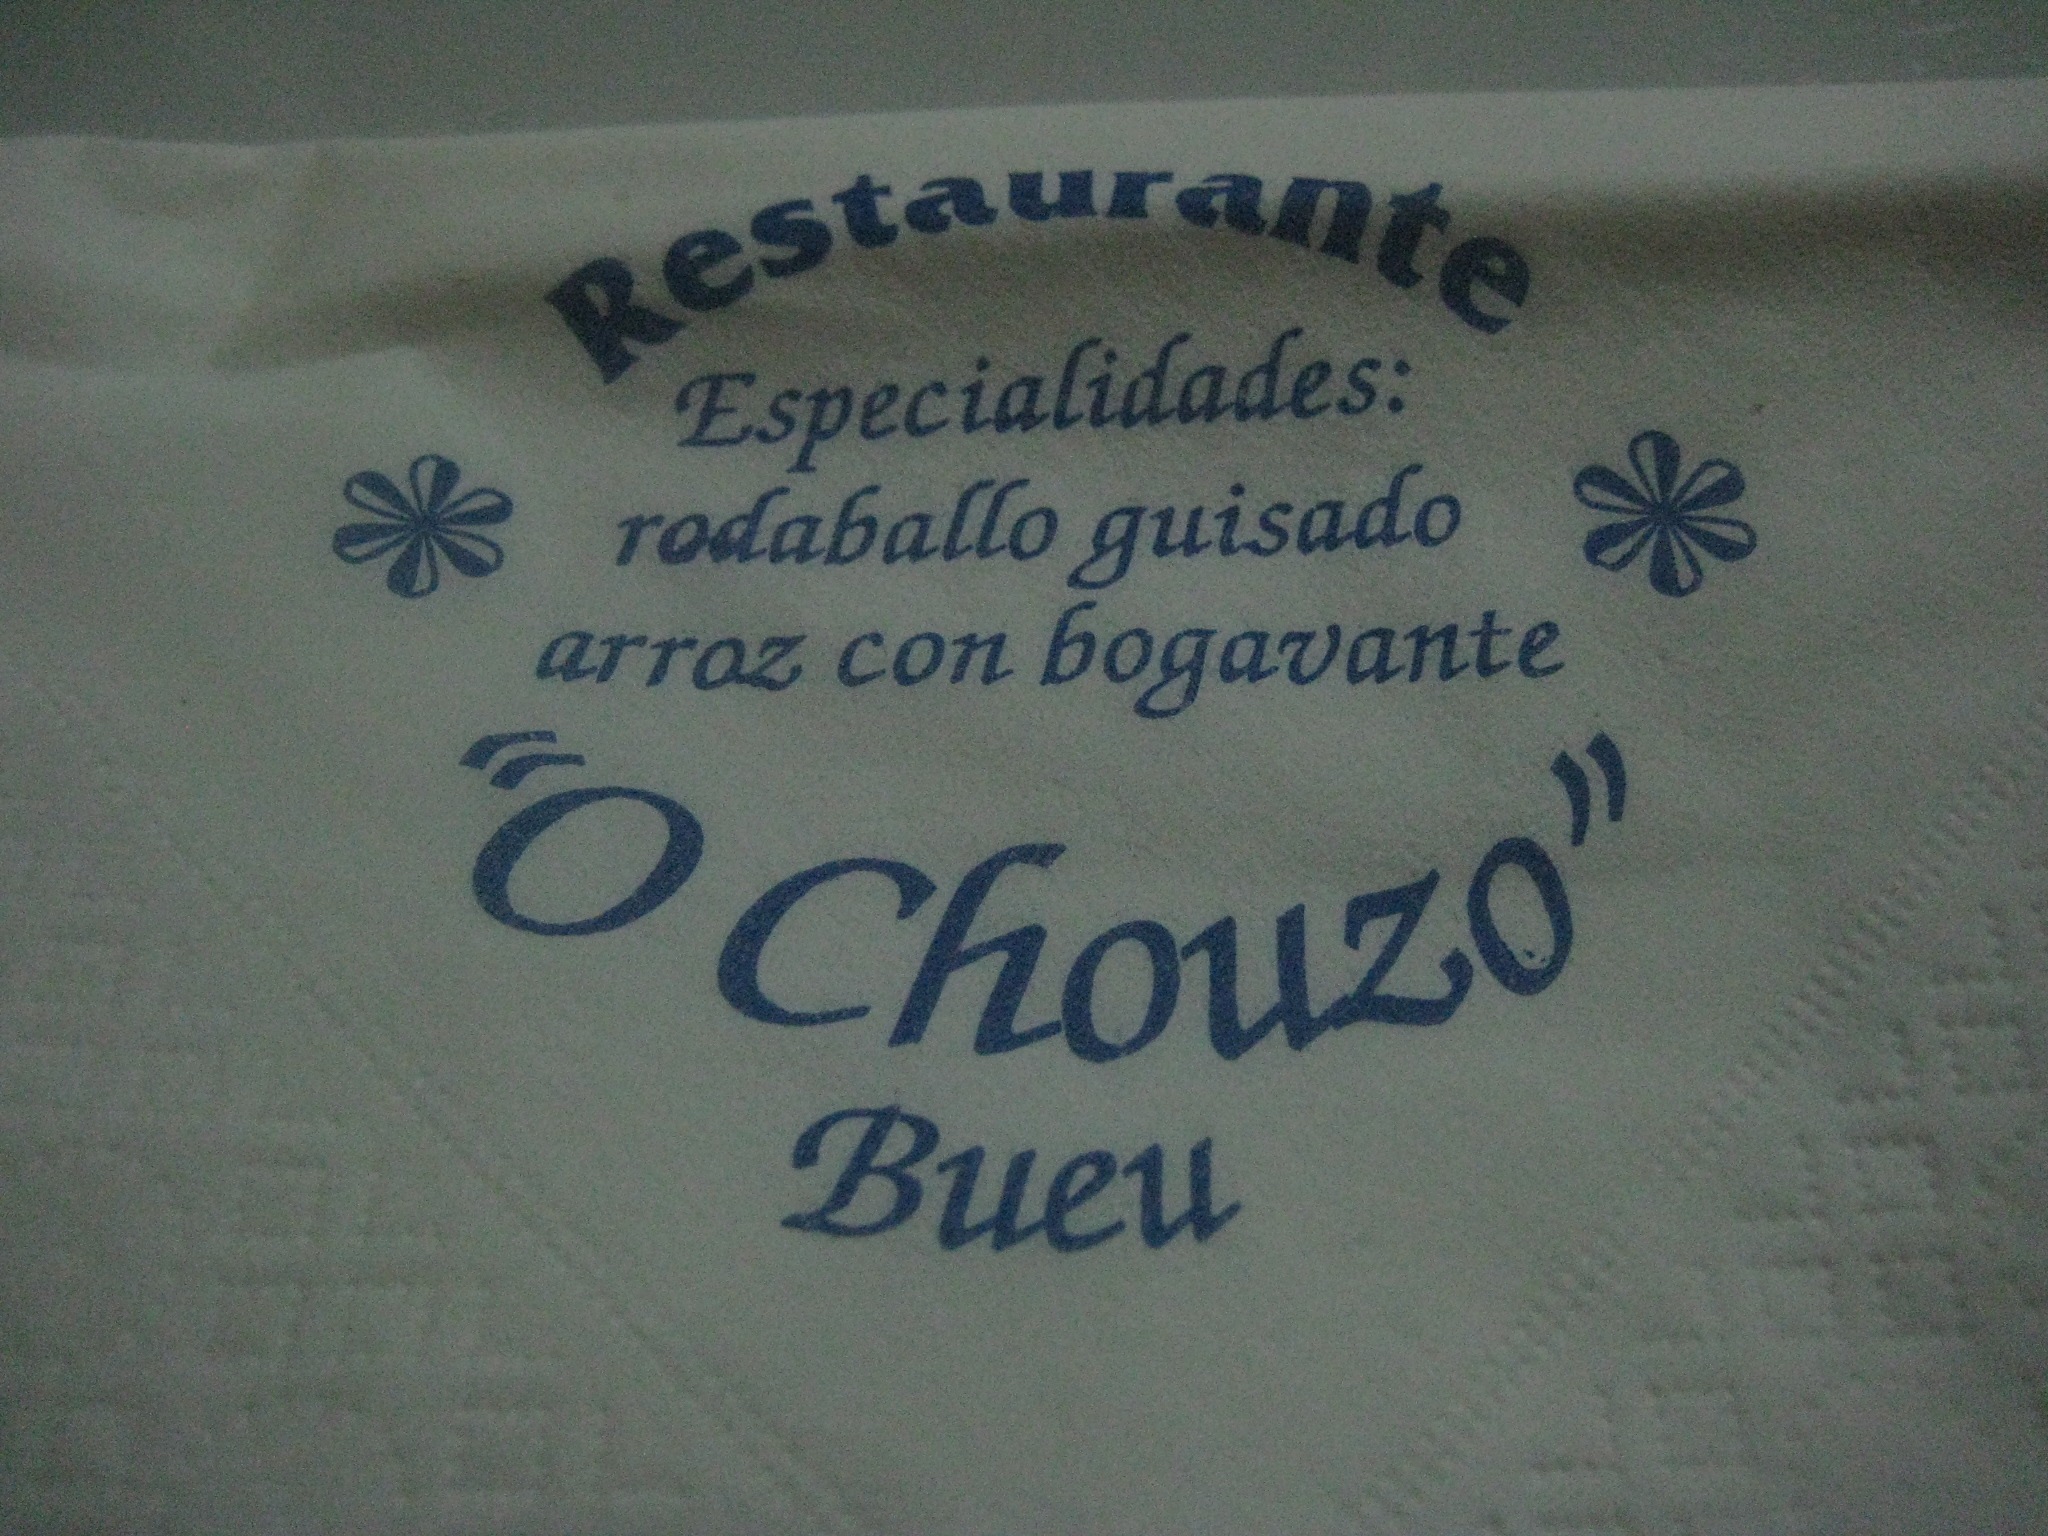 Restaurante
Especialidades:
rodaballo guisado
arroz con bogavante
"O Chouzo"
Bueu